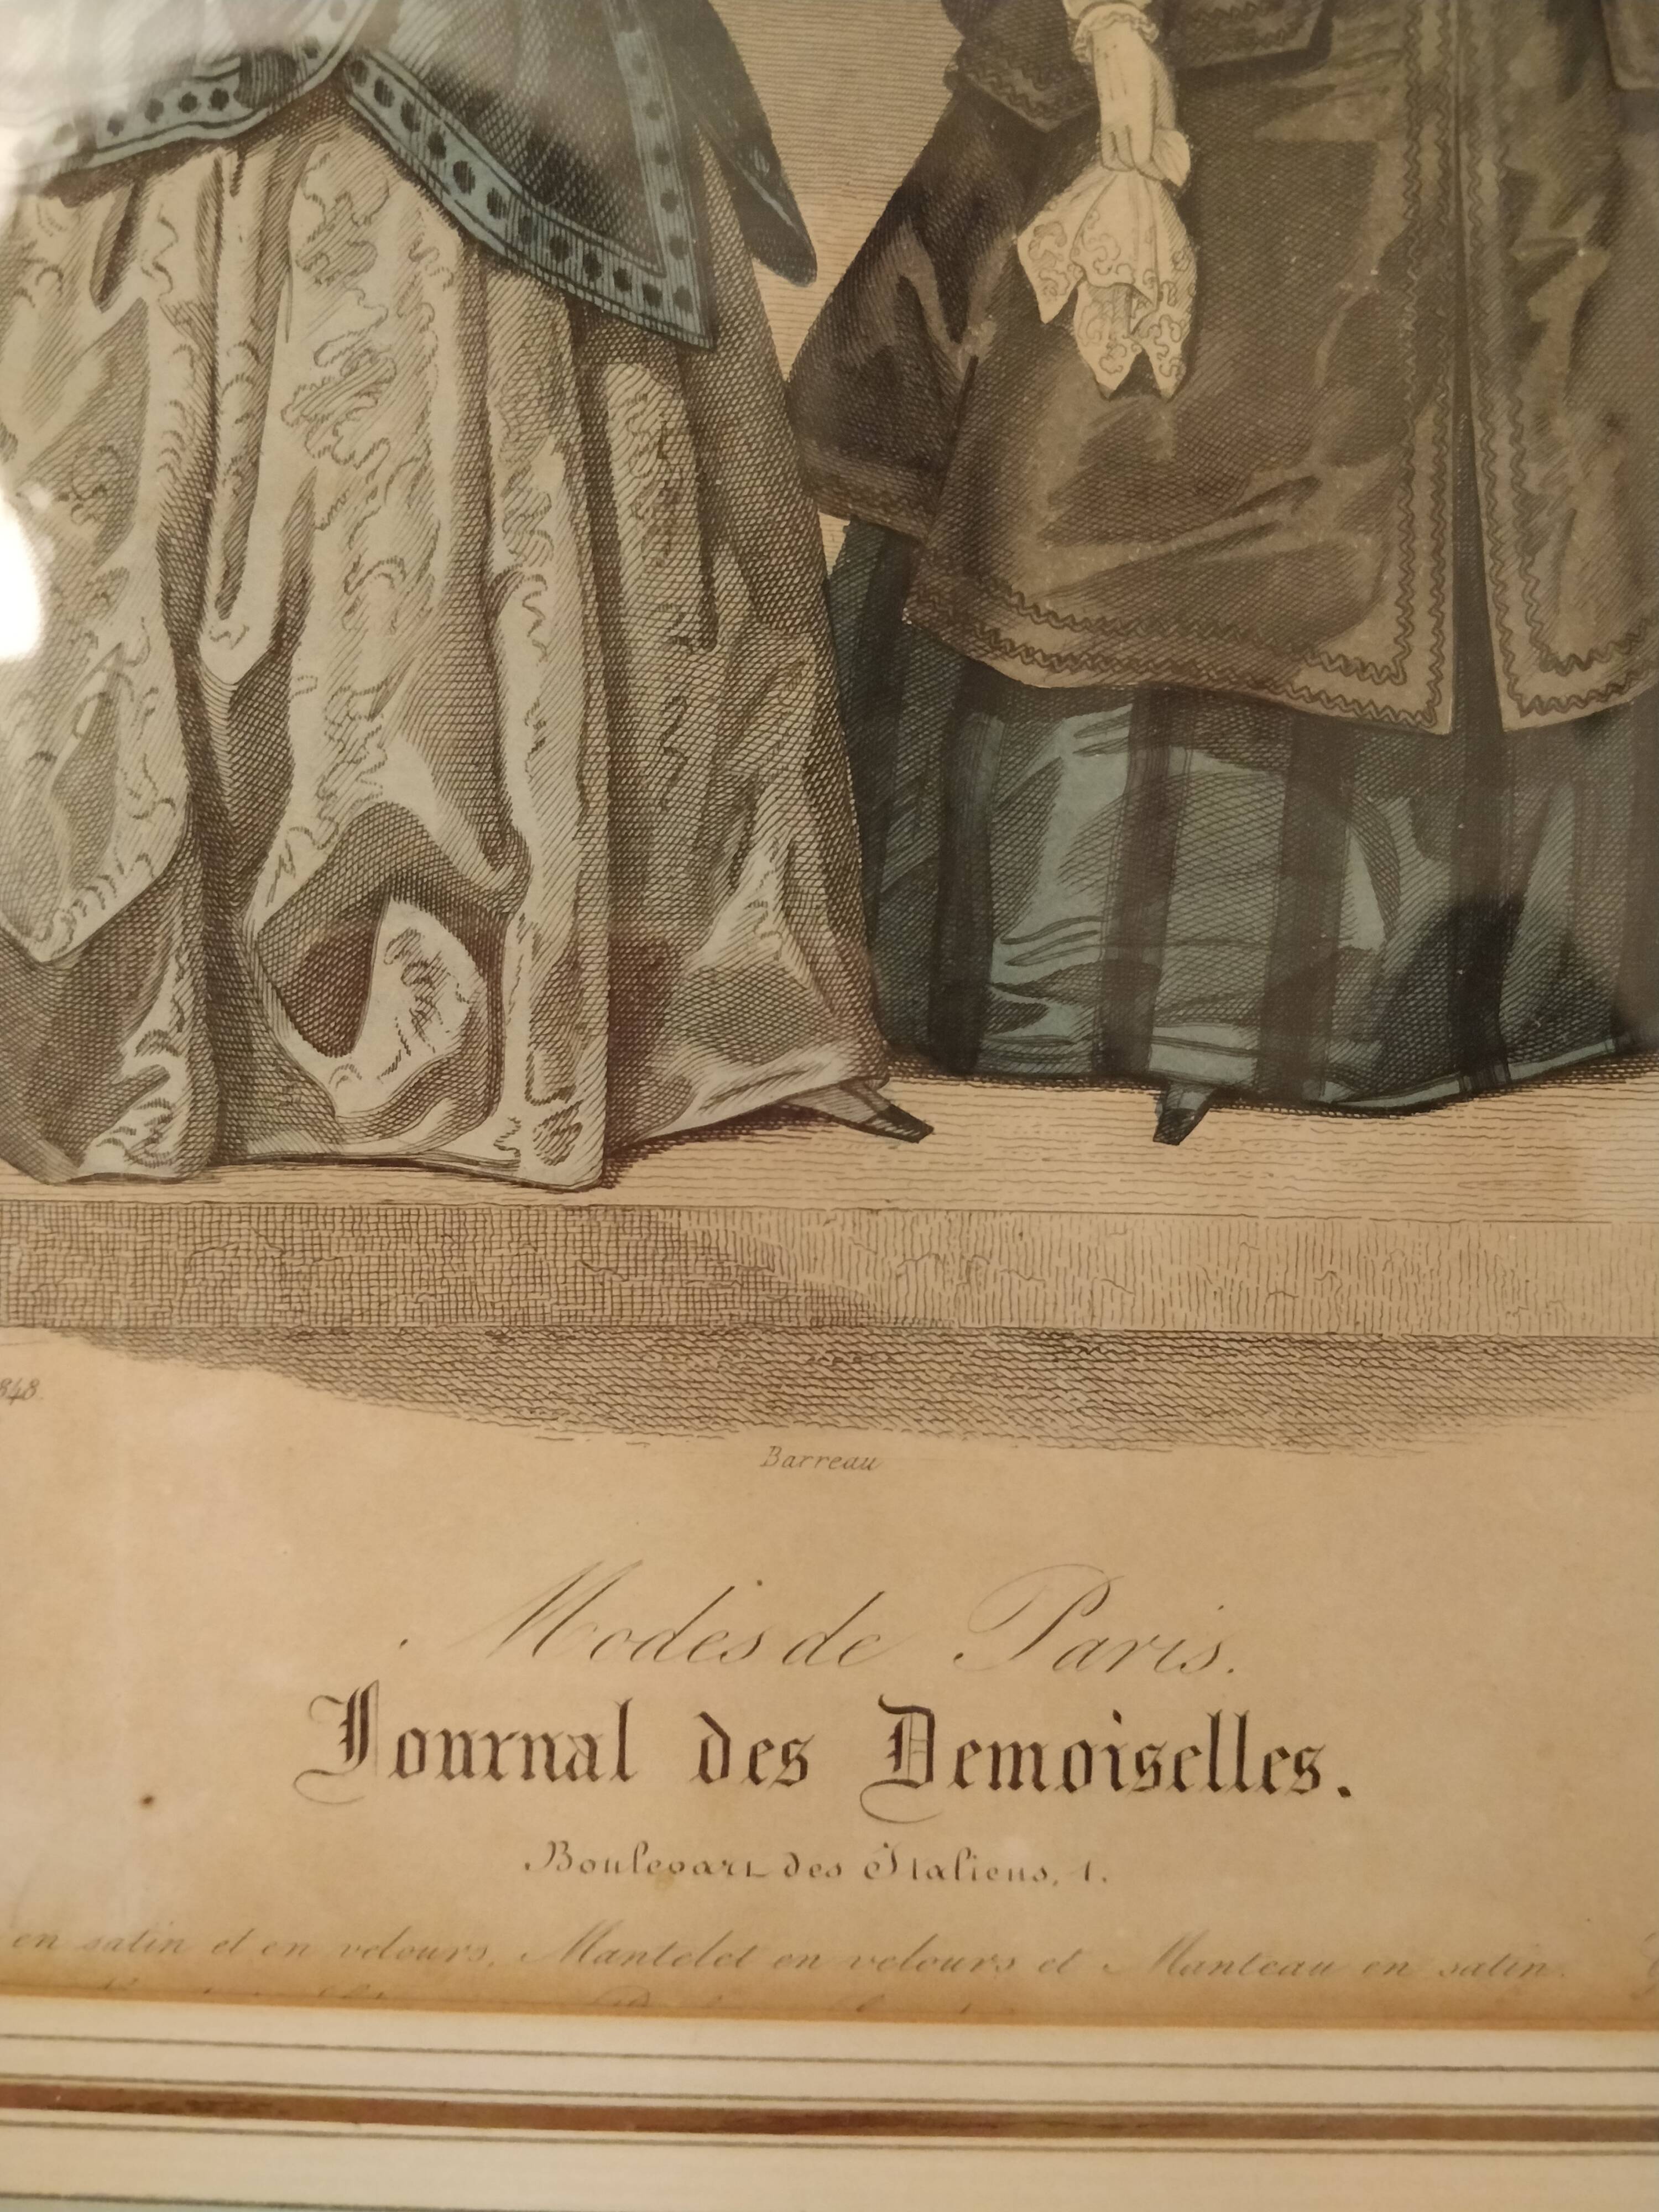 848.
Barreau
Modes de Paris.
Journal des Demoiselles.
Boulevart des Italiens, 1.
en satin et en velours, Mantelet en velours et Manteau en satin.